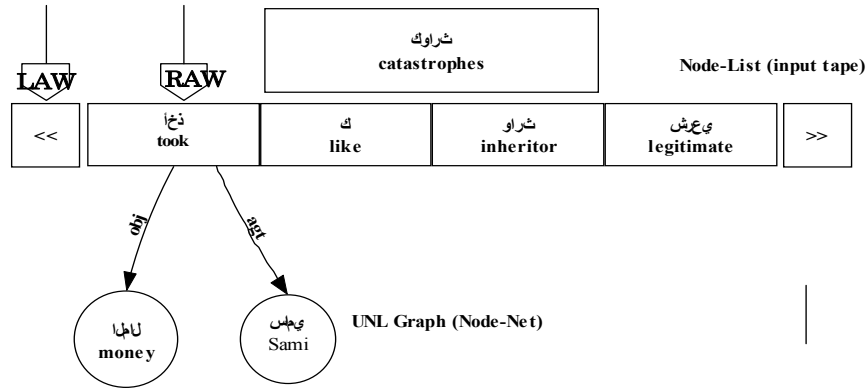 LAW
RAW
ثراوك
catastrophes
Node-List (input tape)
<<
ذخأ
took
ك
like
ثراو
inheritor
يعرش
legitimate
>>
obj
agt
لاملا
money
يماس
Sami
UNL Graph (Node-Net)